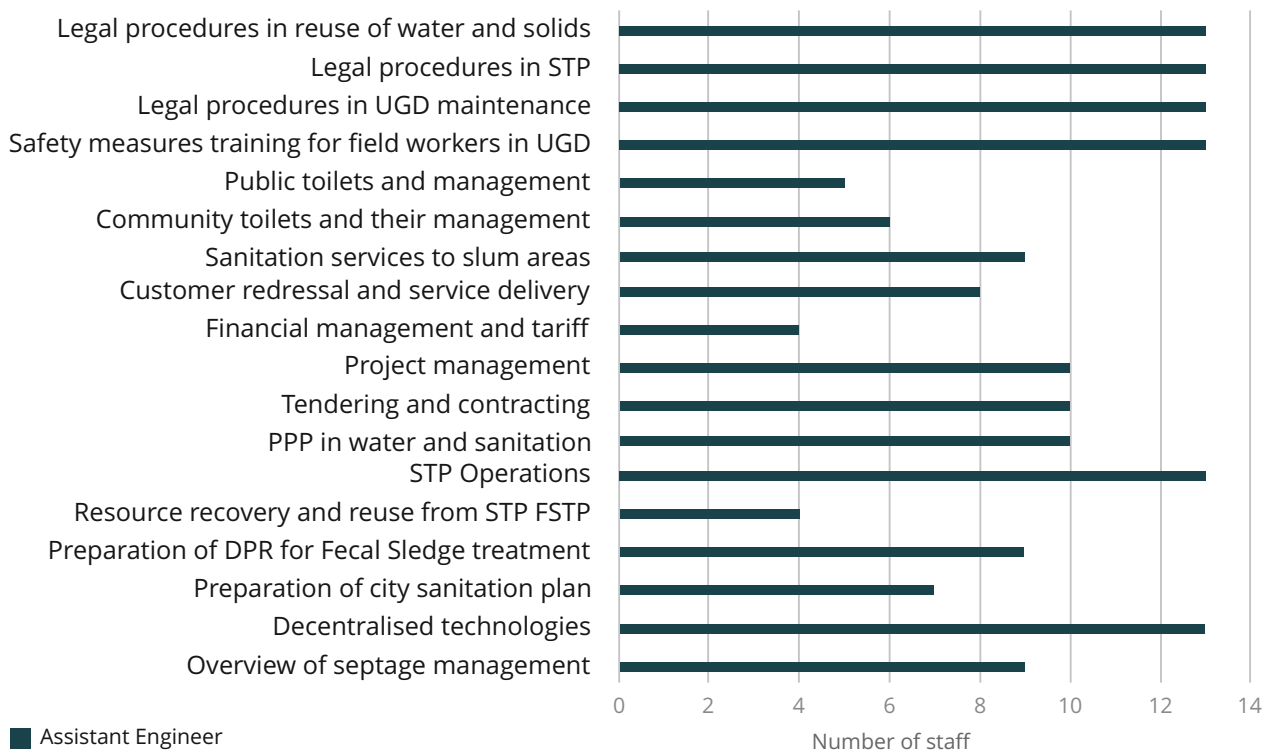 Legal procedures in reuse of water and solids
Legal procedures in STP
Legal procedures in UGD maintenance
Safety measures training for field workers in UGD
Public toilets and management
Community toilets and their management
Sanitation services to slum areas
Customer redressal and service delivery
Financial management and tariff
Project management
Tendering and contracting
PPP in water and sanitation
STP Operations
Resource recovery and reuse from STP FSTP
Preparation of DPR for Fecal Sledge treatment
Preparation of city sanitation plan
Decentralised technologies
Overview of septage management
0 2 4 6 8 10 12 14
Number of staff
Assistant Engineer